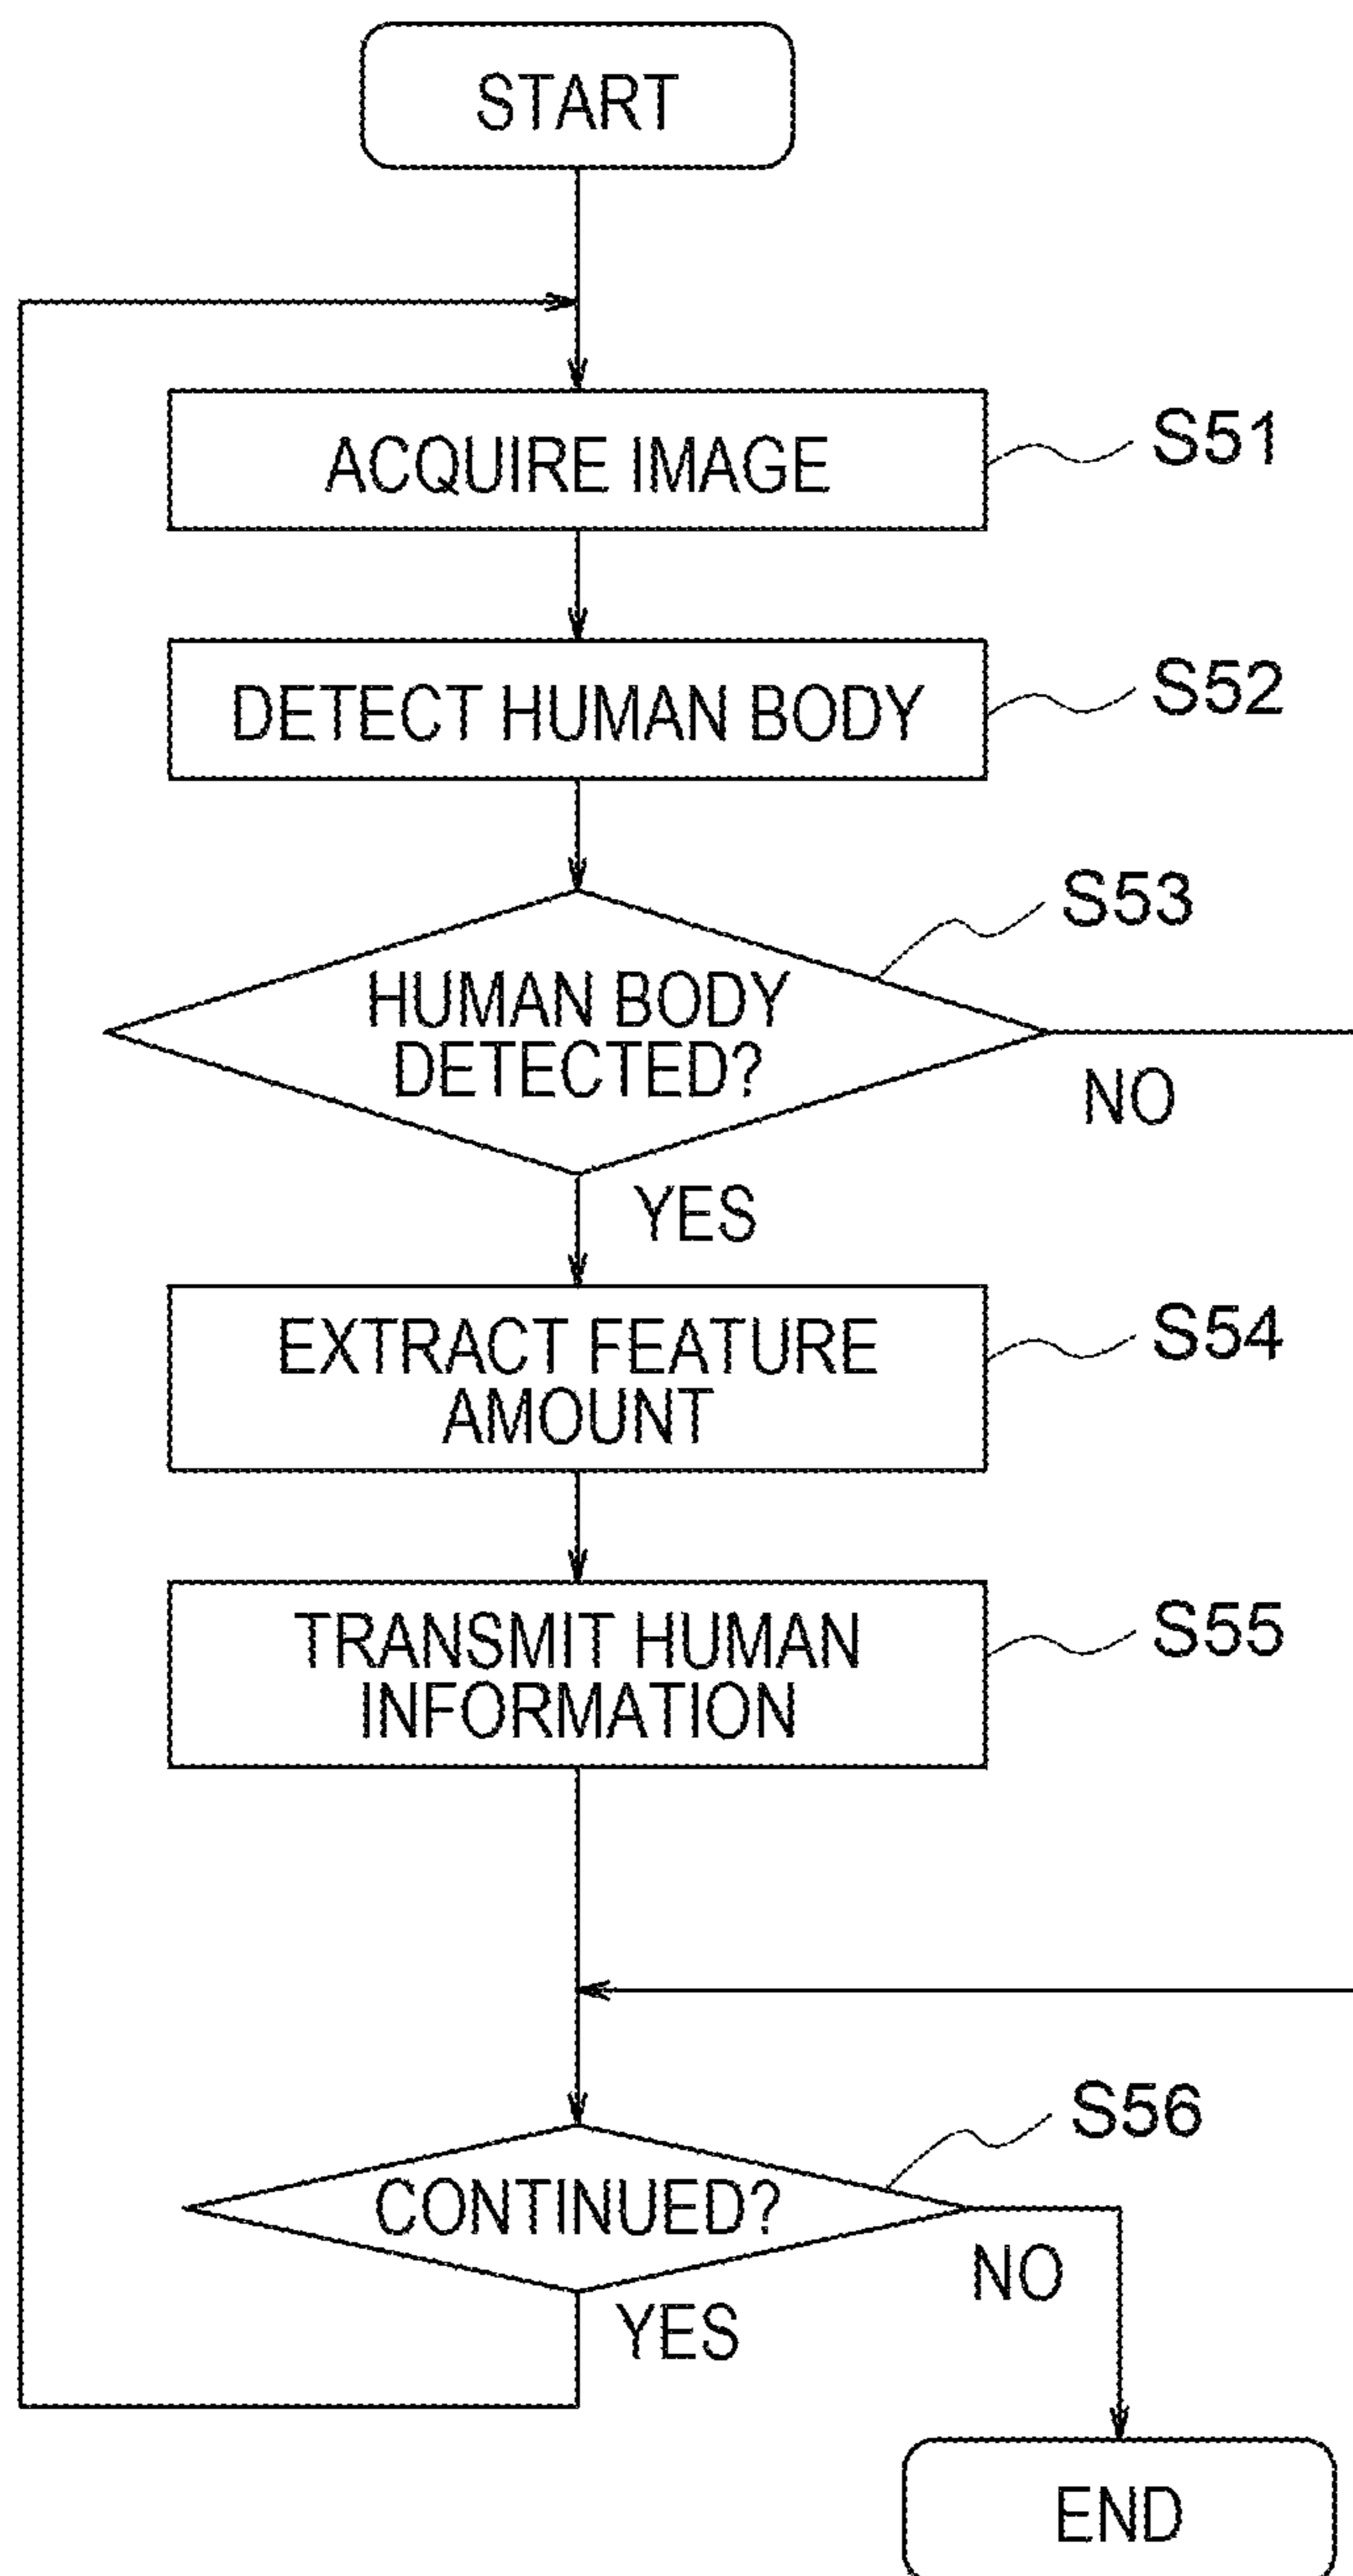 START
ACQUIRE IMAGE
S51
DETECT HUMAN BODY
S52
S53
HUMAN BODY
DETECTED?
NO
YES
EXTRACT FEATURE
AMOUNT
S54
TRANSMIT HUMAN
INFORMATION
S55
S56
CONTINUED?
NO
YES
END